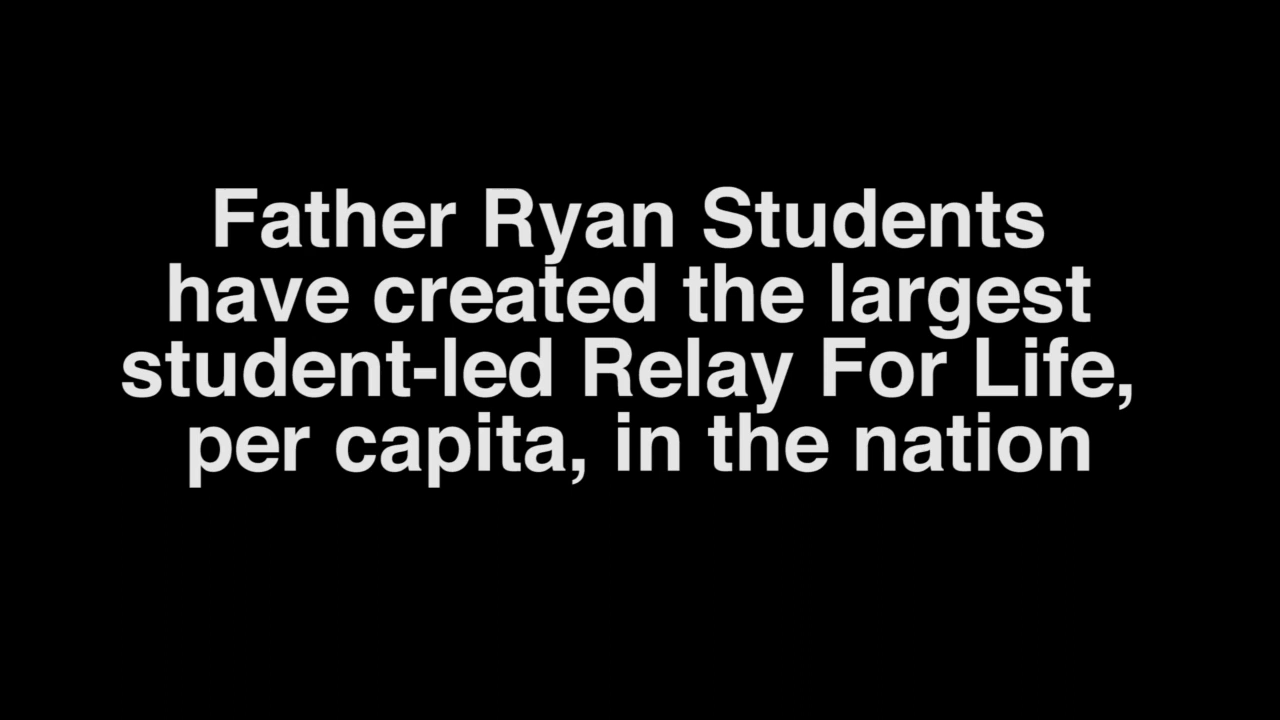 Father Ryan Students
have created the largest
student-led Relay For Life,
per capita, in the nation